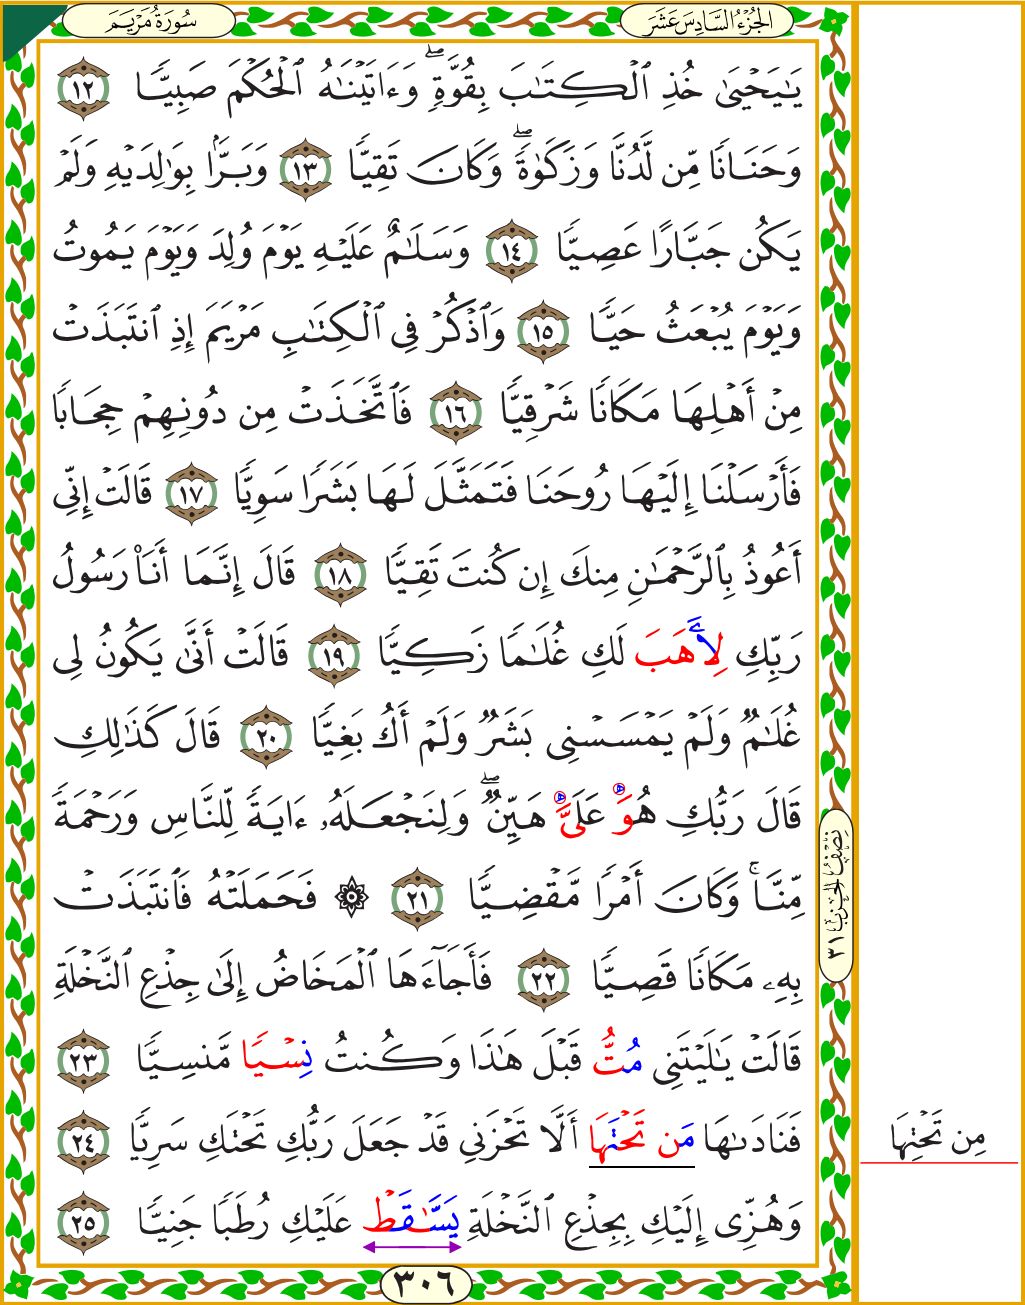 سُورَةُ مَرْيَمَ
الجُزْءُ السَّادِسَ عَشَرَ
يَٰيَحْيَىٰ خُذِ ٱلْكِتَٰبَ بِقُوَّةٍۖ وَءَاتَيْنَٰهُ ٱلْحُكْمَ صَبِيًّا ١٢
وَحَنَانًا مِّن لَّدُنَّا وَزَكَوٰةًۖ وَكَانَ تَقِيًّا ١٣ وَبَرًّۢا بِوَٰلِدَيْهِ وَلَمْ
يَكُن جَبَّارًا عَصِيًّا ١٤ وَسَلَٰمٌ عَلَيْهِ يَوْمَ وُلِدَ وَيَوْمَ يَمُوتُ
وَيَوْمَ يُبْعَثُ حَيًّا ١٥ وَٱذْكُرْ فِى ٱلْكِتَٰبِ مَرْيَمَ إِذِ ٱنتَبَذَتْ
مِنْ أَهْلِهَا مَكَانًا شَرْقِيًّا ١٦ فَٱتَّخَذَتْ مِن دُونِهِمْ حِجَابًا
فَأَرْسَلْنَا إِلَيْهَا رُوحَنَا فَتَمَثَّلَ لَهَا بَشَرًا سَوِيًّا ١٧ قَالَتْ إِنِّى
أَعُوذُ بِٱلرَّحْمَٰنِ مِنكَ إِن كُنتَ تَقِيًّا ١٨ قَالَ إِنَّمَا أَنَا۠ رَسُولُ
رَبِّكِ لِأَهَبَ لَكِ غُلَٰمًا زَكِيًّا ١٩ قَالَتْ أَنَّىٰ يَكُونُ لِى
غُلَٰمٌ وَلَمْ يَمْسَسْنِى بَشَرٌ وَلَمْ أَكُ بَغِيًّا ٢٠ قَالَ كَذَٰلِكِ
قَالَ رَبُّكِ هُوَ عَلَىَّ هَيِّنٌۖ وَلِنَجْعَلَهُۥ ءَايَةً لِّلنَّاسِ وَرَحْمَةً
مِّنَّاۚ وَكَانَ أَمْرًا مَّقْضِيًّا ٢١ ۞ فَحَمَلَتْهُ فَٱنتَبَذَتْ
بِهِۦ مَكَانًا قَصِيًّا ٢٢ فَأَجَآءَهَا ٱلْمَخَاضُ إِلَىٰ جِذْعِ ٱلنَّخْلَةِ
قَالَتْ يَٰلَيْتَنِى مُتُّ قَبْلَ هَٰذَا وَكُنتُ نِسْيًا مَّنسِيًّا ٢٣
فَنَادَىٰهَا مَن تَحْتَهَا أَلَّا تَحْزَنِى قَدْ جَعَلَ رَبُّكِ تَحْتَكِ سَرِيًّا ٢٤
مِن تَحْتِهَا
وَهُزِّى إِلَيْكِ بِجِذْعِ ٱلنَّخْلَةِ يَسَّٰقَطْ عَلَيْكِ رُطَبًا جَنِيًّا ٢٥
نِصْفُ الحِزْبِ ٣١
٣٠٦